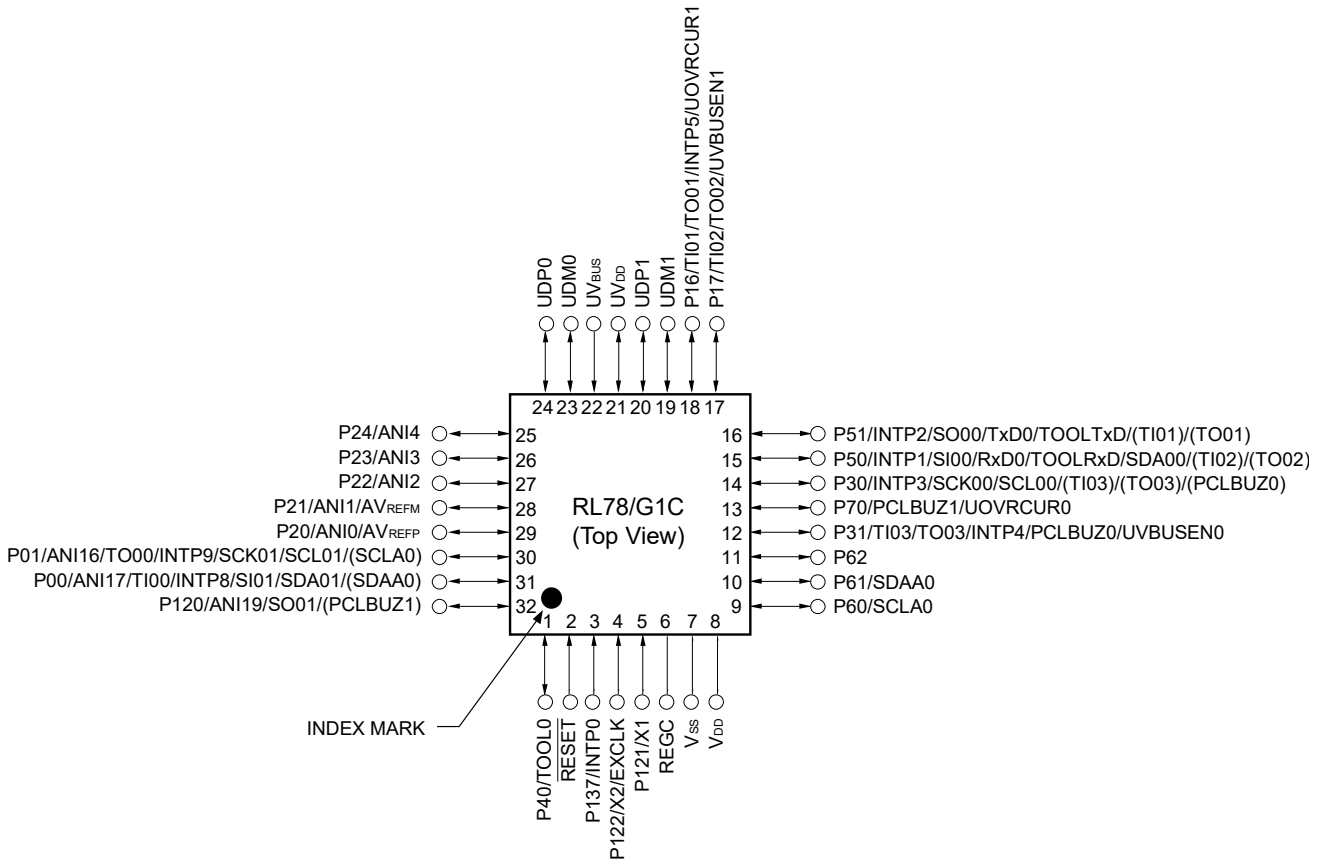 P16/TI01/TO01/INTP5/UOVRCUR1
P17/TI02/TO02/UVBUSEN1
UDP0
UDM0
UVBUS
UVDD
UDP1
UDM1
24 23 22 21 20 19 18 17
P24/ANI4
25
P23/ANI3
26
P22/ANI2
27
P21/ANI1/AVREFM
28
P20/ANI0/AVREFP
29
P01/ANI16/TO00/INTP9/SCK01/SCL01/(SCLA0)
30
P00/ANI17/TI00/INTP8/SI01/SDA01/(SDAA0)
31
P120/ANI19/SO01/(PCLBUZ1)
32
RL78/G1C
(Top View)
16
P51/INTP2/SO00/TxD0/TOOLTxD/(TI01)/(TO01)
15
P50/INTP1/SI00/RxD0/TOOLRxD/SDA00/(TI02)/(TO02)
14
P30/INTP3/SCK00/SCL00/(TI03)/(TO03)/(PCLBUZ0)
13
P70/PCLBUZ1/UOVRCUR0
12
P31/TI03/TO03/INTP4/PCLBUZ0/UVBUSEN0
11
P62
10
P61/SDAA0
9
P60/SCLA0
1 2 3 4 5 6 7 8
INDEX MARK
P40/TOOL0
RESET
P137/INTP0
P122/X2/EXCLK
P121/X1
REGC
VSS
VDD